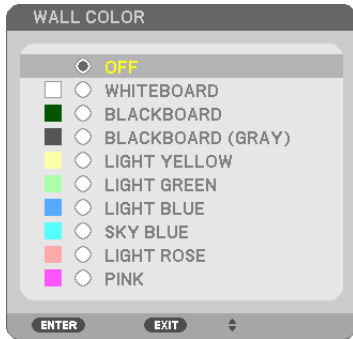 WALL COLOR
OFF
WHITEBOARD
BLACKBOARD
BLACKBOARD (GRAY)
LIGHT YELLOW
LIGHT GREEN
LIGHT BLUE
SKY BLUE
LIGHT ROSE
PINK
ENTER EXIT